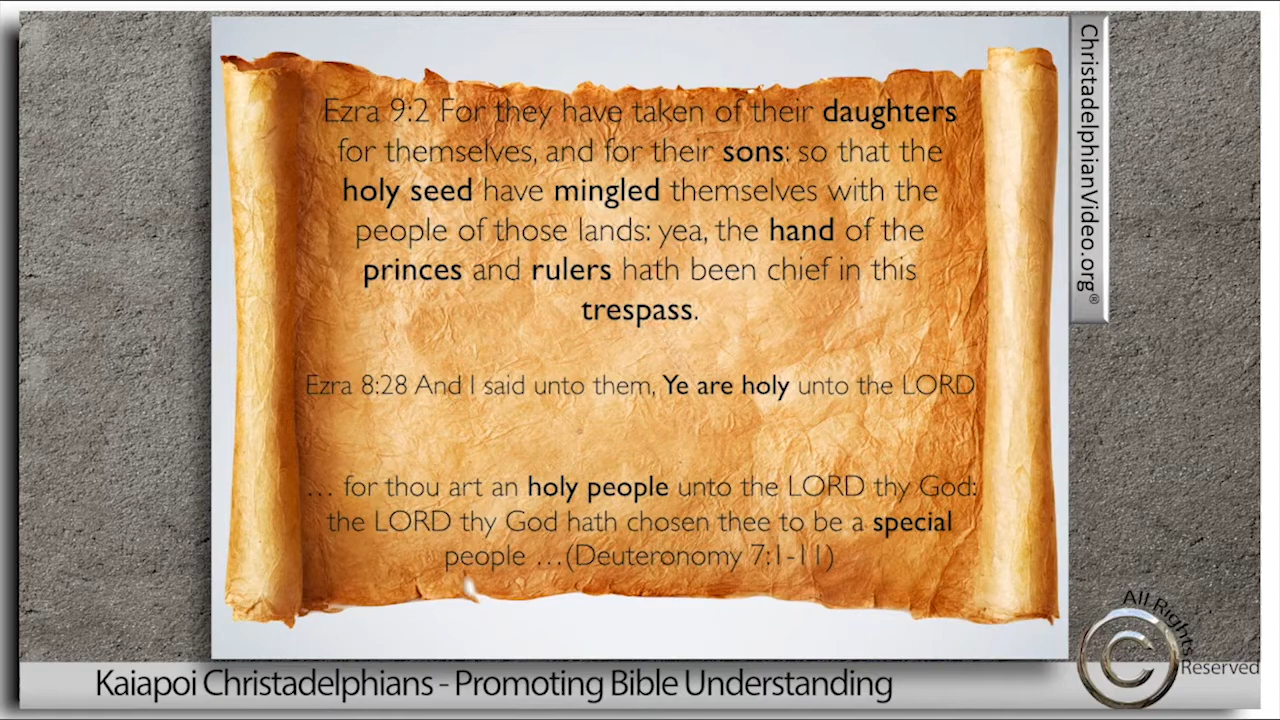 Ezra 9:2 For they have taken of their daughters
for themselves, and for their sons: so that the
holy seed have mingled themselves with the
people of those lands: yea, the hand of the
princes and rulers hath been chief in this
trespass.
Ezra 8:28 And I said unto them, Ye are holy unto the LORD
... for thou art an holy people unto the LORD thy God:
the LORD thy God hath chosen thee to be a special
people ...(Deuteronomy 7:1-11)
ChristadelphianVideo.org®
All Rights
C
Reserved
Kaiapoi Christadelphians - Promoting Bible Understanding